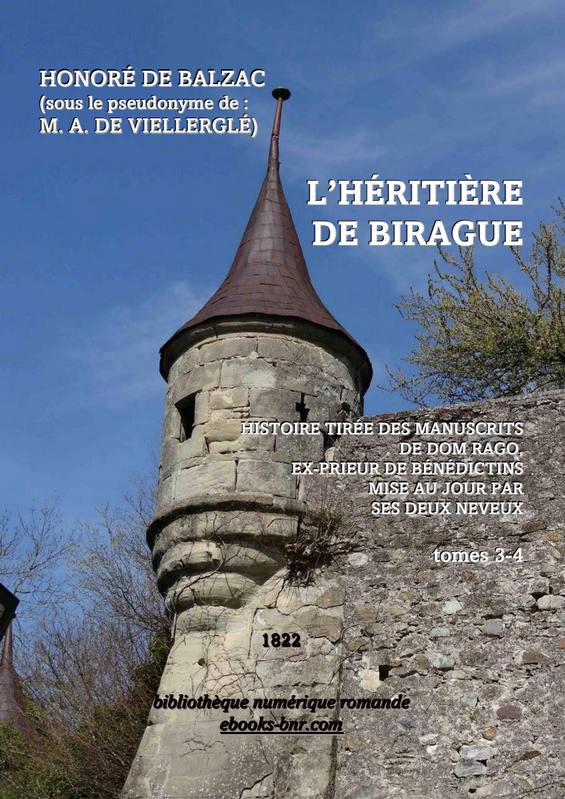 HONORÉ DE BALZAC
(sous le pseudonyme de :
M. A. DE VIELLERGLÉ)
L’HÉRITIÈRE
DE BIRAGUE
HISTOIRE TIRÉE DES MANUSCRITS
DE DOM RAGO,
EX-PRIEUR DE BÉNÉDICTINS
MISE AU JOUR PAR
SES DEUX NEVEUX
tomes 3-4
1822
bibliothèque numérique romande
ebooks-bnr.com